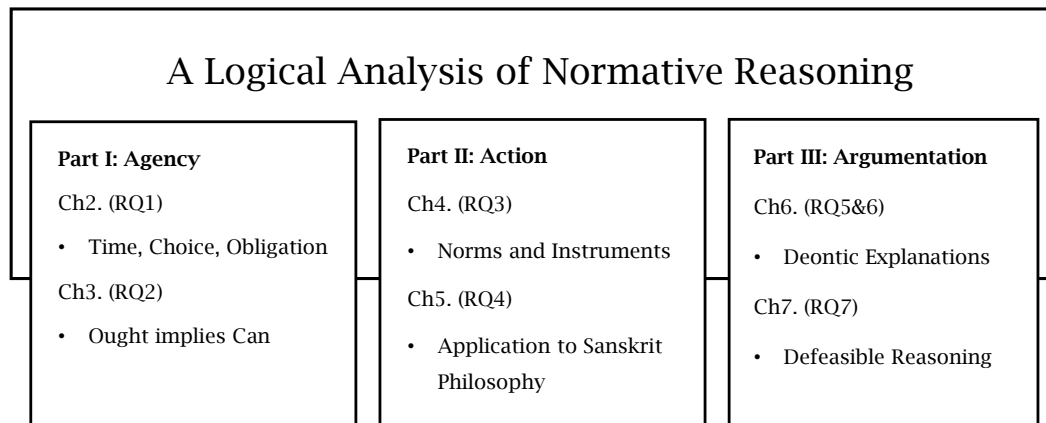 A Logical Analysis of Normative Reasoning
Part I: Agency
Ch2. (RQ1)
• Time, Choice, Obligation
Ch3. (RQ2)
• Ought implies Can
Part II: Action
Ch4. (RQ3)
• Norms and Instruments
Ch5. (RQ4)
• Application to Sanskrit
Philosophy
Part III: Argumentation
Ch6. (RQ5&6)
• Deontic Explanations
Ch7. (RQ7)
• Defeasible Reasoning